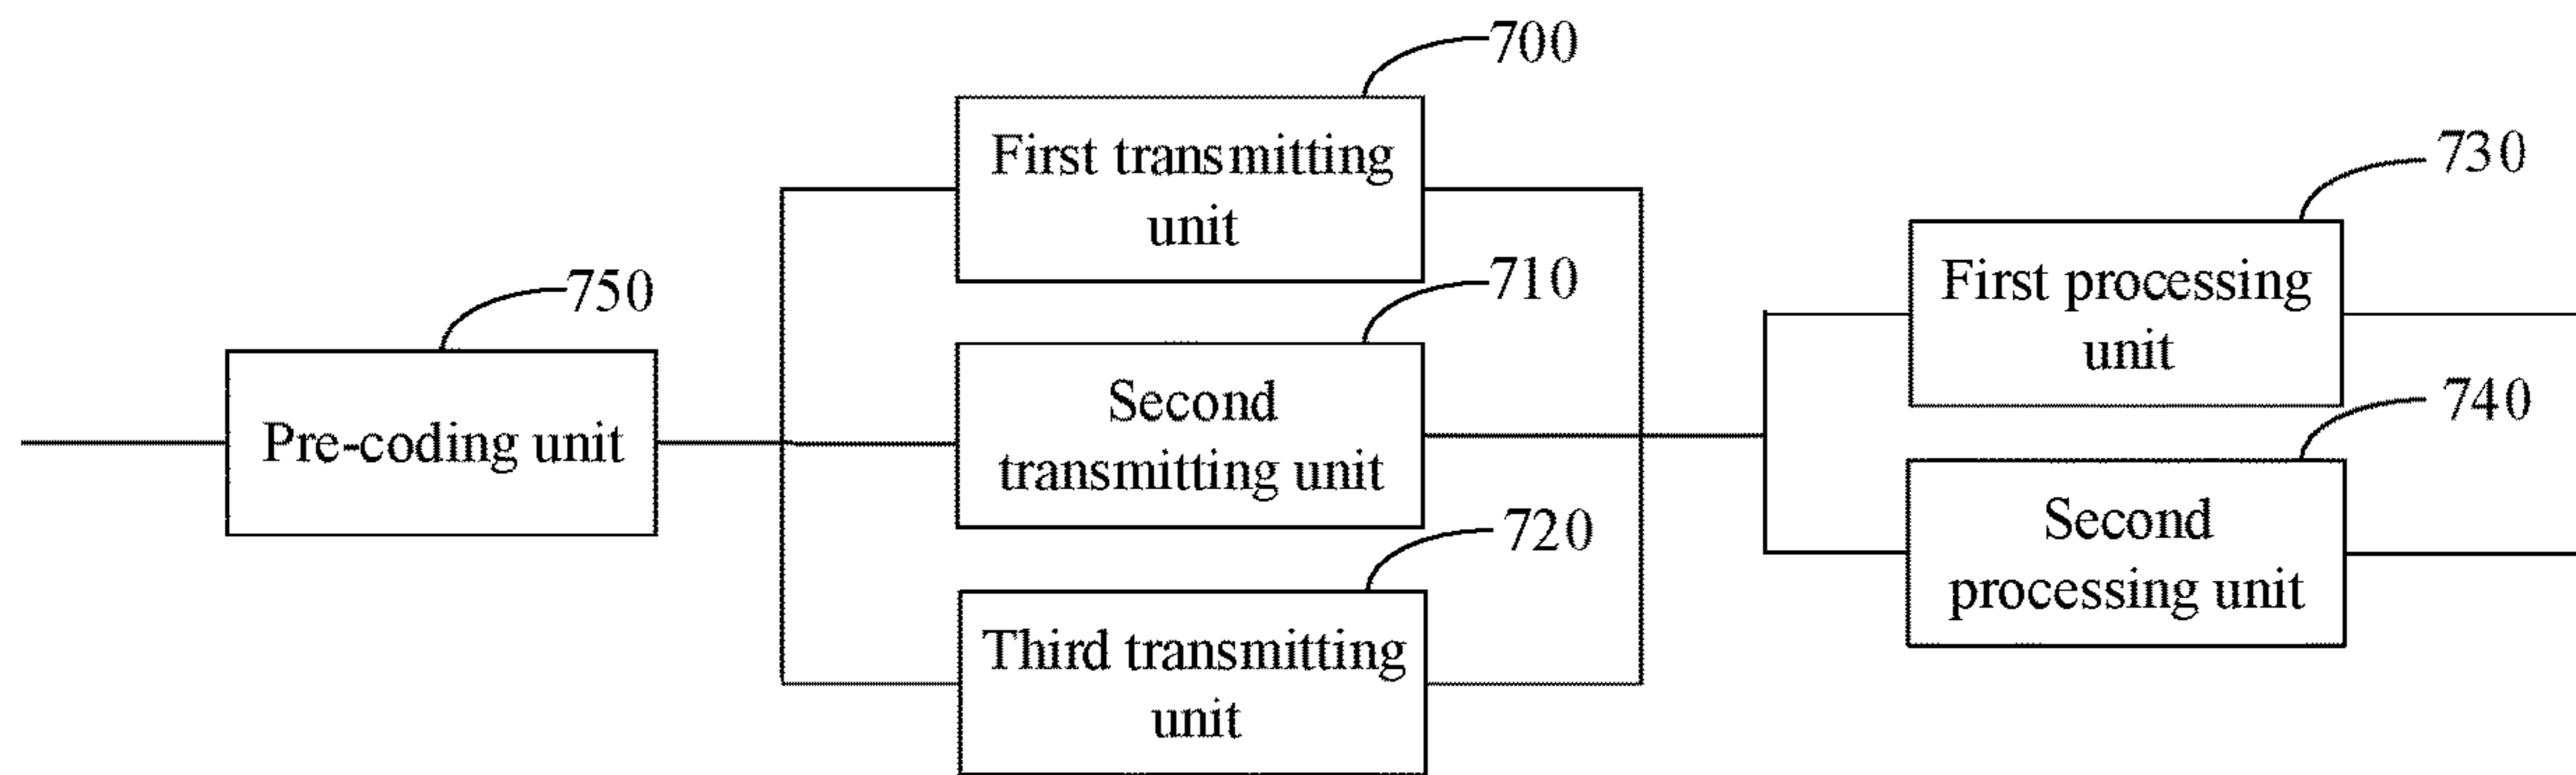 700
First transmitting
unit
730
First processing
unit
750
Pre-coding unit
710
Second
transmitting unit
740
Second
processing unit
720
Third transmitting
unit